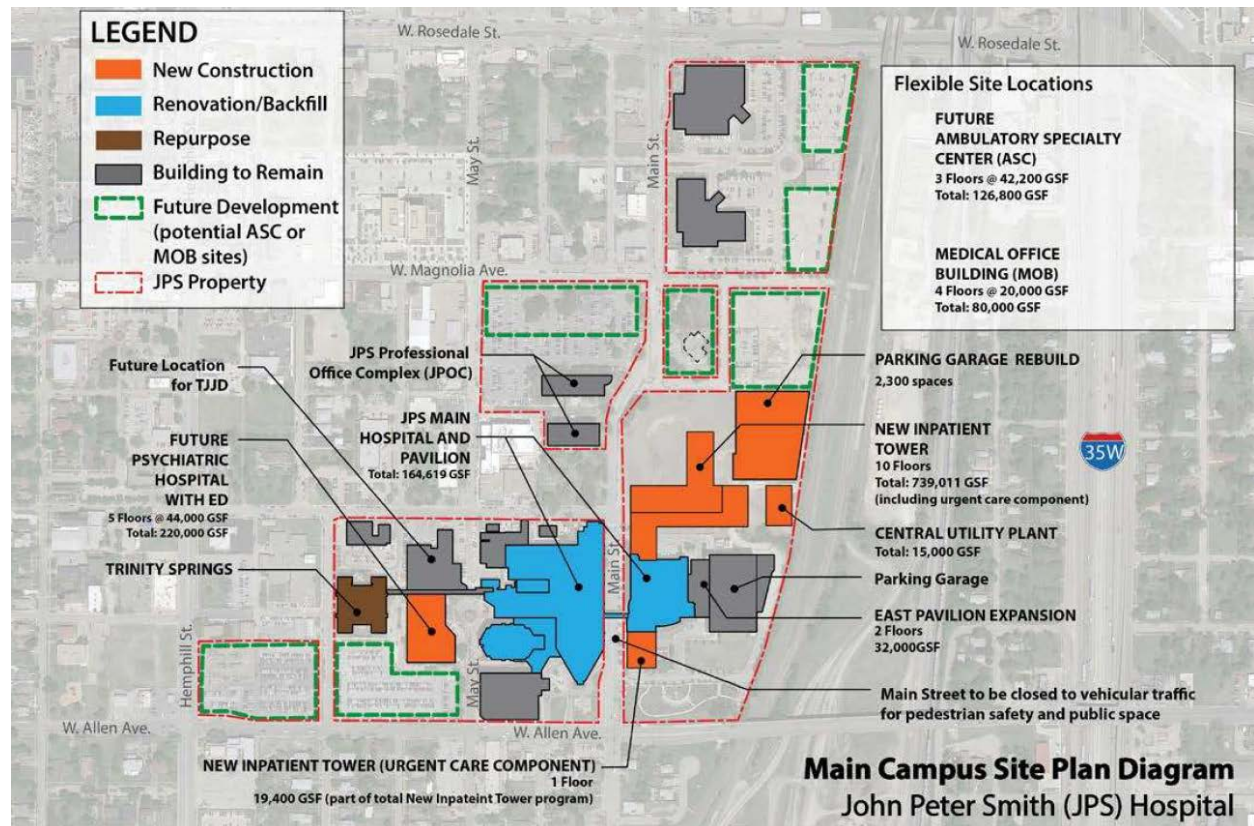 W. Rosedale St.
W. Rosedale St.
LEGEND
New Construction
Renovation/Backfill
Repurpose
Building to Remain
Future Development
(potential ASC or
MOB sites)
JPS Property
May St.
Main St.
Flexible Site Locations
FUTURE
AMBULATORY SPECIALTY
CENTER (ASC)
3 Floors @ 42,200 GSF
Total: 126,800 GSF
MEDICAL OFFICE
BUILDING (MOB)
4 Floors @ 20,000 GSF
Total: 80,000 GSF
W. Magnolia Ave.
Future Location
for TJJD
JPS Professional
Office Complex (JPOC)
PARKING GARAGE REBUILD
2,300 spaces
FUTURE
PSYCHIATRIC
HOSPITAL
WITH ED
5 Floors @ 44,000 GSF
Total: 220,000 GSF
JPS MAIN
HOSPITAL AND
PAVILION
Total: 164,619 GSF
NEW INPATIENT
TOWER
10 Floors
Total: 739,011 GSF
(including urgent care component)
35W
CENTRAL UTILITY PLANT
Total: 15,000 GSF
TRINITY SPRINGS
Main St.
Parking Garage
EAST PAVILION EXPANSION
2 Floors
32,000GSF
Hemphill St.
May St.
Main Street to be closed to vehicular traffic
for pedestrian safety and public space
W. Allen Ave.
W. Allen Ave.
NEW INPATIENT TOWER (URGENT CARE COMPONENT)
1 Floor
19,400 GSF (part of total New Inpateint Tower program)
Main Campus Site Plan Diagram
John Peter Smith (JPS) Hospital